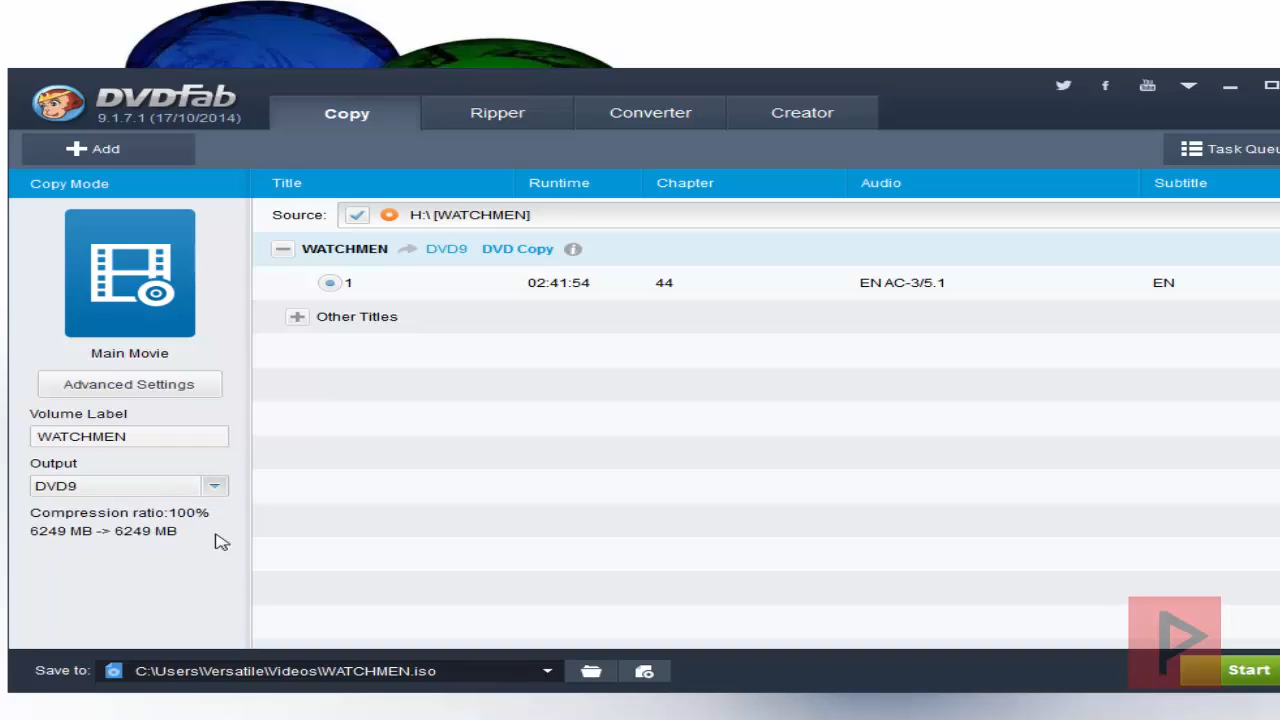 DVDFab
9.1.7.1 (17/10/2014)
Copy
Ripper
Converter
Creator
Add
Task Queu
Copy Mode
Title
Runtime
Chapter
Audio
Subtitle
Source:
H:\ [WATCHMEN]
WATCHMEN
DVD9
DVD Copy
1
02:41:54
44
EN AC-3/5.1
EN
Other Titles
Main Movie
Advanced Settings
Volume Label
WATCHMEN
Output
DVD9
Compression ratio:100%
6249 MB -> 6249 MB
Save to:
C:\Users\Versatile\Videos\WATCHMEN.iso
Start